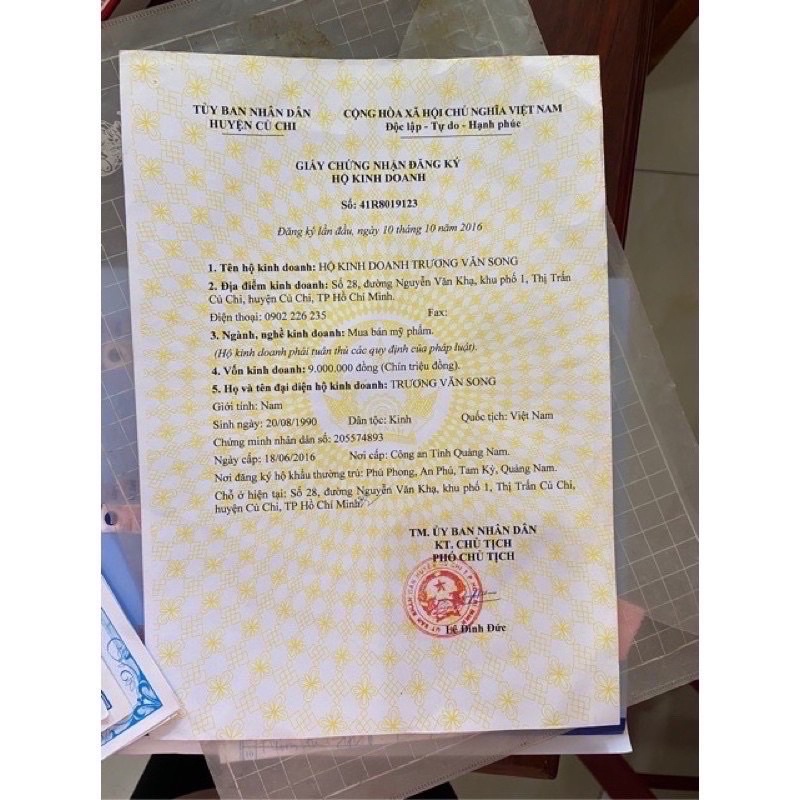 TÙY BAN NHÂN DÂN
HUYỆN CỦ CHI
CỘNG HÒA XÃ HỘI CHỦ NGHĨA VIỆT NAM
Độc lập - Tự do - Hạnh phúc
GIẤY CHỨNG NHẬN ĐĂNG KÝ
HỘ KINH DOANH
Số: 41R8019123
Đăng ký lần đầu, ngày 10 tháng 10 năm 2016
1. Tên hộ kinh doanh: HỘ KINH DOANH TRƯƠNG VĂN SONG
2. Địa điểm kinh doanh: Số 28, đường Nguyễn Văn Khạ, khu phố 1, Thị Trấn
Củ Chi, huyện Củ Chi, TP Hồ Chí Minh.
Điện thoại: 0902 226 235 Fax:
3. Ngành, nghề kinh doanh: Mua bán mỹ phẩm.
(Hộ kinh doanh phải tuân thủ các quy định của pháp luật).
4. Vốn kinh doanh: 9.000.000 đồng (Chín triệu đồng).
5. Họ và tên đại diện hộ kinh doanh: TRƯƠNG VĂN SONG
Giới tính: Nam
Sinh ngày: 20/08/1990 Dân tộc: Kinh Quốc tịch: Việt Nam
Chứng minh nhân dân số: 205574893
Ngày cấp: 18/06/2016 Nơi cấp: Công an Tỉnh Quảng Nam.
Nơi đăng ký hộ khẩu thường trú: Phú Phong, An Phú, Tam Kỳ, Quảng Nam.
Chỗ ở hiện tại: Số 28, đường Nguyễn Văn Khạ, khu phố 1, Thị Trấn Củ Chi,
huyện Củ Chi, TP Hồ Chí Minh.
TM. ỦY BAN NHÂN DÂN
KT. CHỦ TỊCH
PHÓ CHỦ TỊCH
Lê Đình Đức